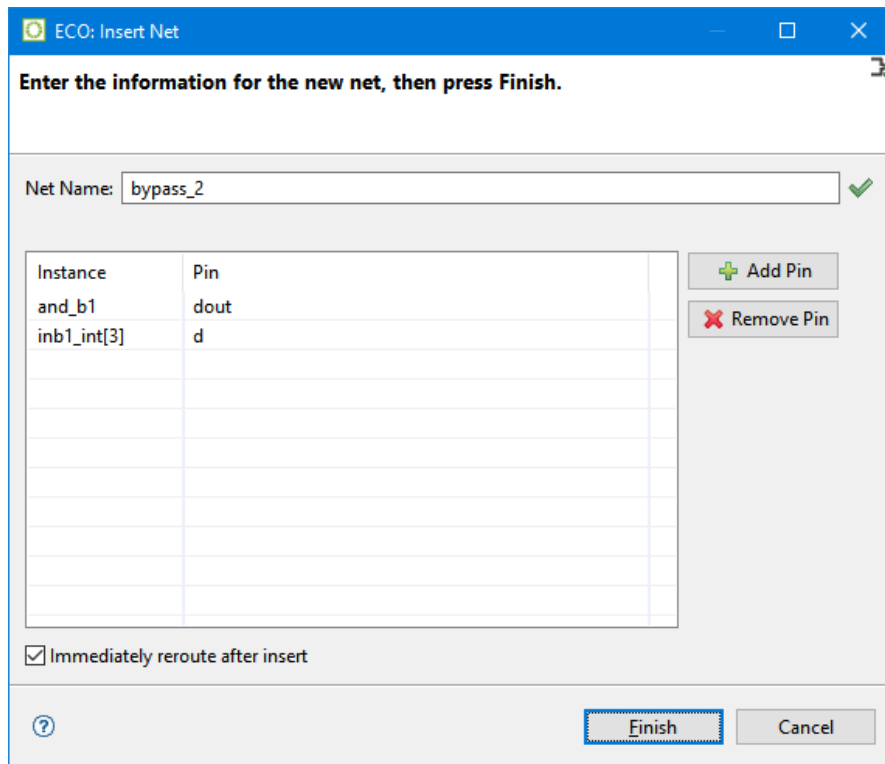 ECO: Insert Net
Enter the information for the new net, then press Finish.
Net Name: bypass_2
Instance Pin
Add Pin
and_b1 dout
Remove Pin
inb1_int[3] d
Immediately reroute after insert
Finish Cancel